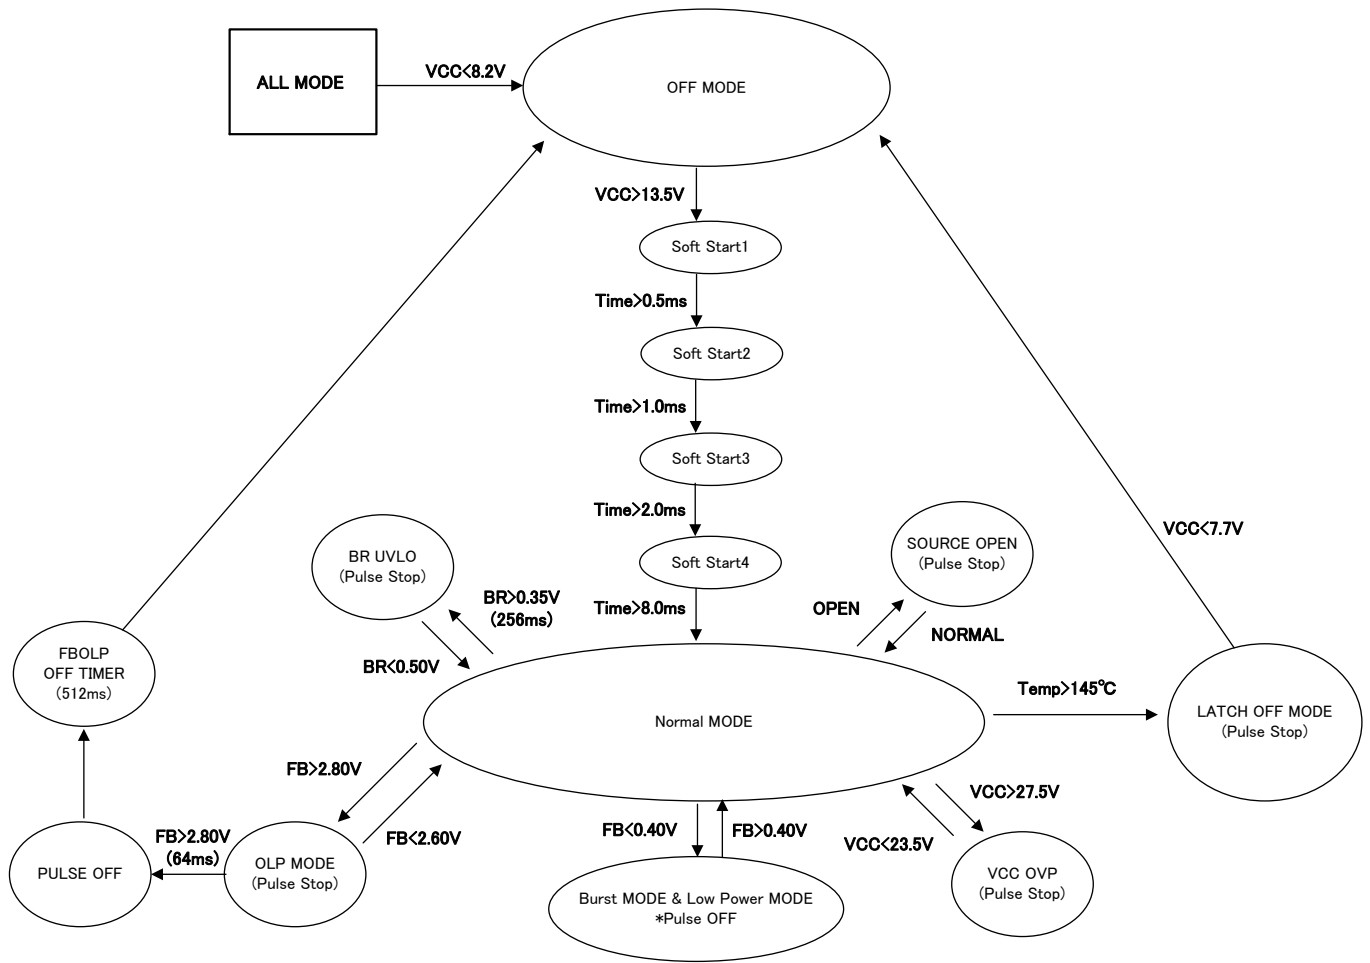 ALL MODE
VCC<8.2V
OFF MODE
VCC>13.5V
Soft Start1
Time>0.5ms
Soft Start2
Time>1.0ms
Soft Start3
Time>2.0ms
Soft Start4
Time>8.0ms
BR UVLO
(Pulse Stop)
BR>0.35V
(256ms)
BR<0.50V
SOURCE OPEN
(Pulse Stop)
OPEN
NORMAL
VCC<7.7V
FBOLP
OFF TIMER
(512ms)
Normal MODE
Temp>145℃
LATCH OFF MODE
(Pulse Stop)
FB>2.80V
FB<2.60V
FB>2.80V
(64ms)
PULSE OFF
OLP MODE
(Pulse Stop)
FB<0.40V
FB>0.40V
Burst MODE & Low Power MODE
*Pulse OFF
VCC>27.5V
VCC<23.5V
VCC OVP
(Pulse Stop)